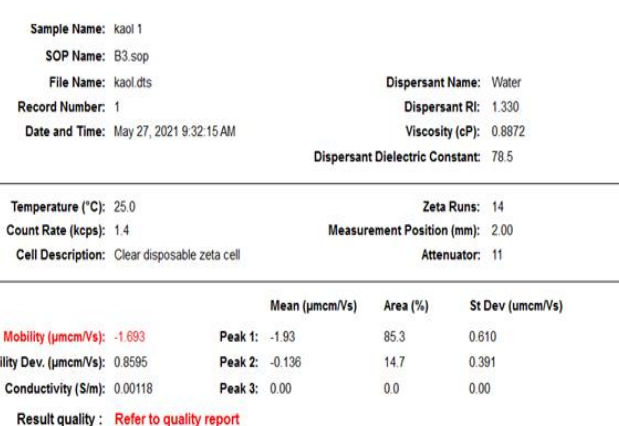 Sample Name: kaol 1
SOP Name: B3.sop
File Name: kaol.dts Dispersant Name: Water
Record Number: 1 Dispersant RI: 1.330
Date and Time: May 27, 2021 9:32:15 AM Viscosity (cP): 0.8872
Dispersant Dielectric Constant: 78.5
Temperature (°C): 25.0 Zeta Runs: 14
Count Rate (kcps): 1.4 Measurement Position (mm): 2.00
Cell Description: Clear disposable zeta cell Attenuator: 11
Mean (µmcm/Vs) Area (%) St Dev (µmcm/Vs)
Mobility (µmcm/Vs): -1.693 Peak 1: -1.93 85.3 0.610
ility Dev. (µmcm/Vs): 0.8595 Peak 2: -0.136 14.7 0.391
Conductivity (S/m): 0.00118 Peak 3: 0.00 0.0 0.00
Result quality : Refer to quality report